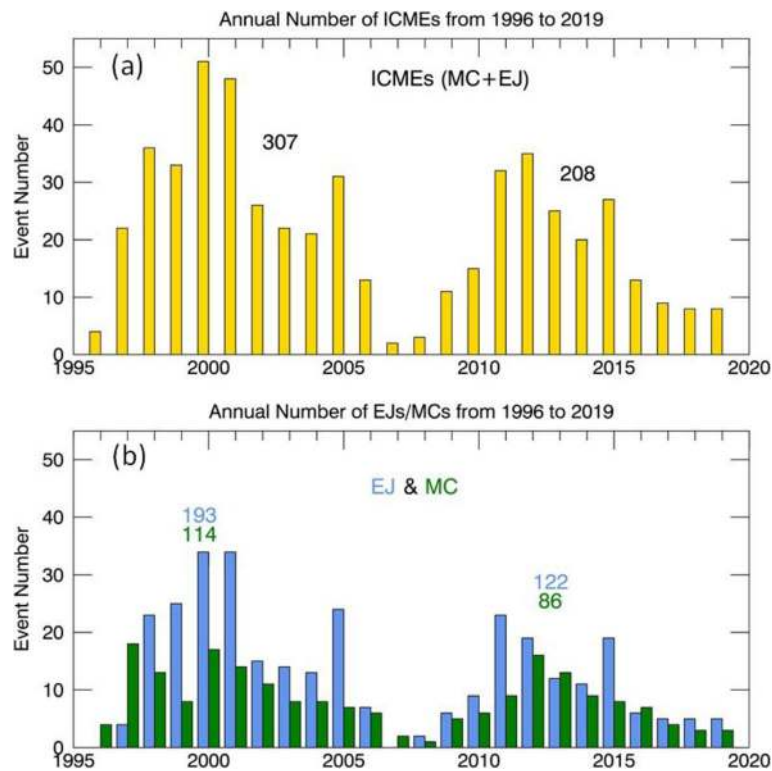 Annual Number of ICMEs from 1996 to 2019
(a)
ICMEs (MC+EJ)
307
208
Event Number
50
40
30
20
10
0
1995 2000 2005 2010 2015 2020
Annual Number of EJs/MCs from 1996 to 2019
(b)
EJ & MC
193
114
122
86
Event Number
50
40
30
20
10
0
1995 2000 2005 2010 2015 2020